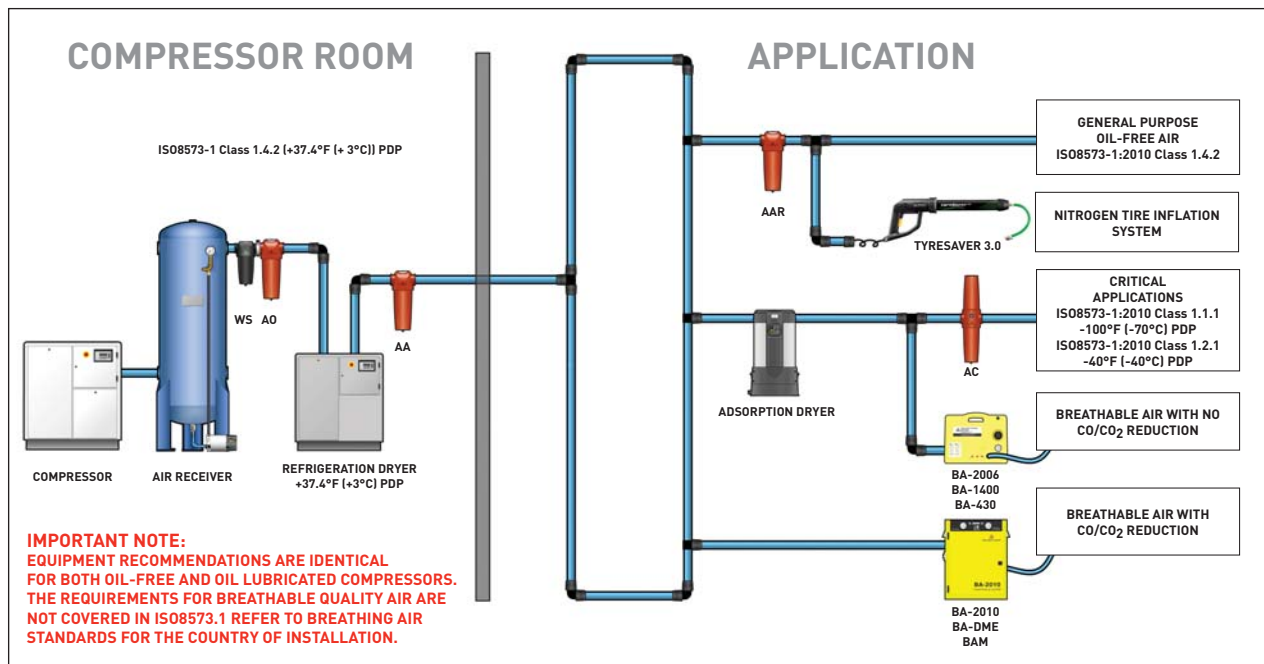 COMPRESSOR ROOM
APPLICATION
ISO8573-1 Class 1.4.2 (+37.4°F (+ 3°C)) PDP
WS
AO
AA
COMPRESSOR
AIR RECEIVER
REFRIGERATION DRYER
+37.4°F (+3°C) PDP
IMPORTANT NOTE:
EQUIPMENT RECOMMENDATIONS ARE IDENTICAL
FOR BOTH OIL-FREE AND OIL LUBRICATED COMPRESSORS.
THE REQUIREMENTS FOR BREATHABLE QUALITY AIR ARE
NOT COVERED IN ISO8573.1 REFER TO BREATHING AIR
STANDARDS FOR THE COUNTRY OF INSTALLATION.
AAR
GENERAL PURPOSE
OIL-FREE AIR
ISO8573-1:2010 Class 1.4.2
TYRESAVER 3.0
NITROGEN TIRE INFLATION
SYSTEM
ADSORPTION DRYER
AC
CRITICAL
APPLICATIONS
ISO8573-1:2010 Class 1.1.1
-100°F (-70°C) PDP
ISO8573-1:2010 Class 1.2.1
-40°F (-40°C) PDP
BA-2006
BA-1400
BA-430
BREATHABLE AIR WITH NO
CO/CO₂ REDUCTION
BA-2010
BA-2010
BA-DME
BAM
BREATHABLE AIR WITH
CO/CO₂ REDUCTION